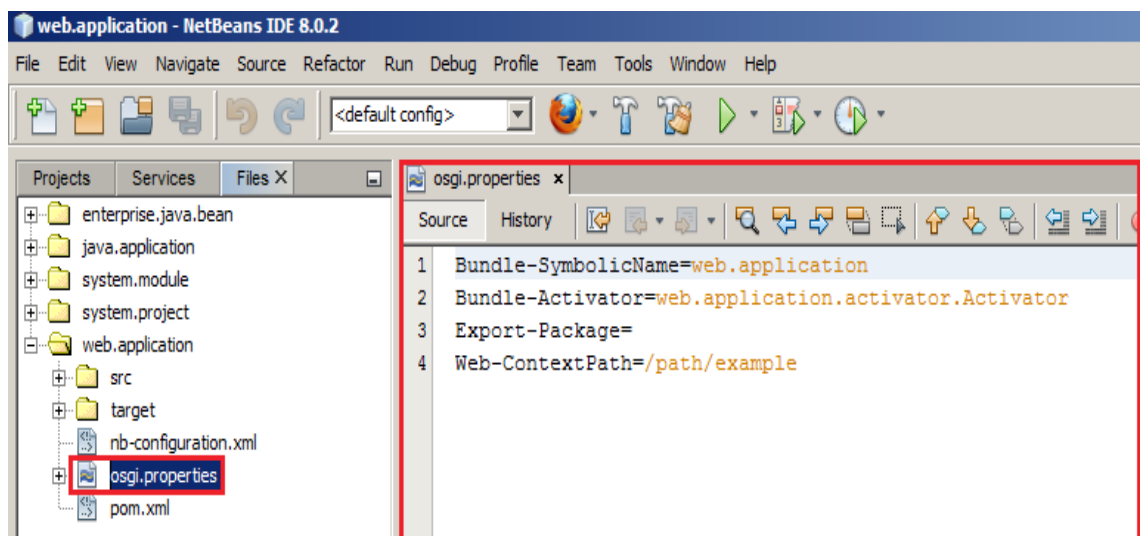 web.application - NetBeans IDE 8.0.2
File Edit View Navigate Source Refactor Run Debug Profile Team Tools Window Help
<default config>
Projects Services Files X
enterprise.java.bean
java.application
system.module
system.project
web.application
src
target
nb-configuration.xml
osgi.properties
pom.xml
osgi.properties x
Source History
1 Bundle-SymbolicName=web.application
2 Bundle-Activator=web.application.activator.Activator
3 Export-Package=
4 Web-ContextPath=/path/example